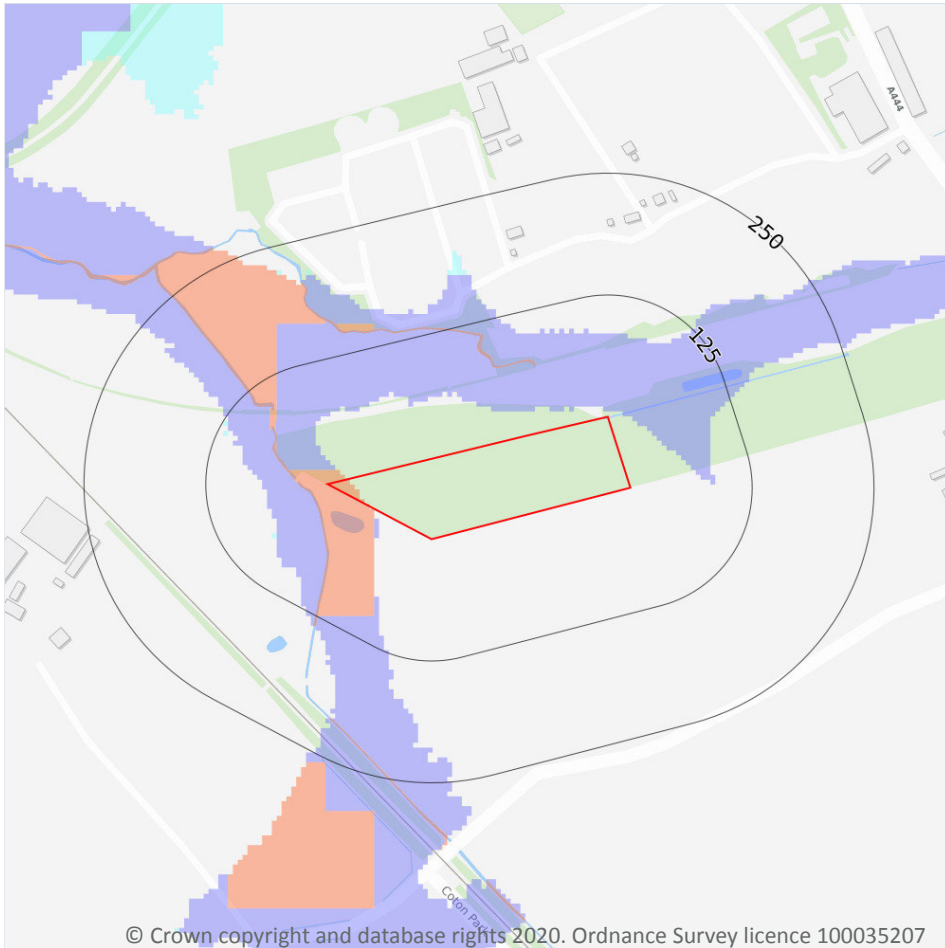 A444
250
125
Coton Park
© Crown copyright and database rights 2020. Ordnance Survey licence 100035207